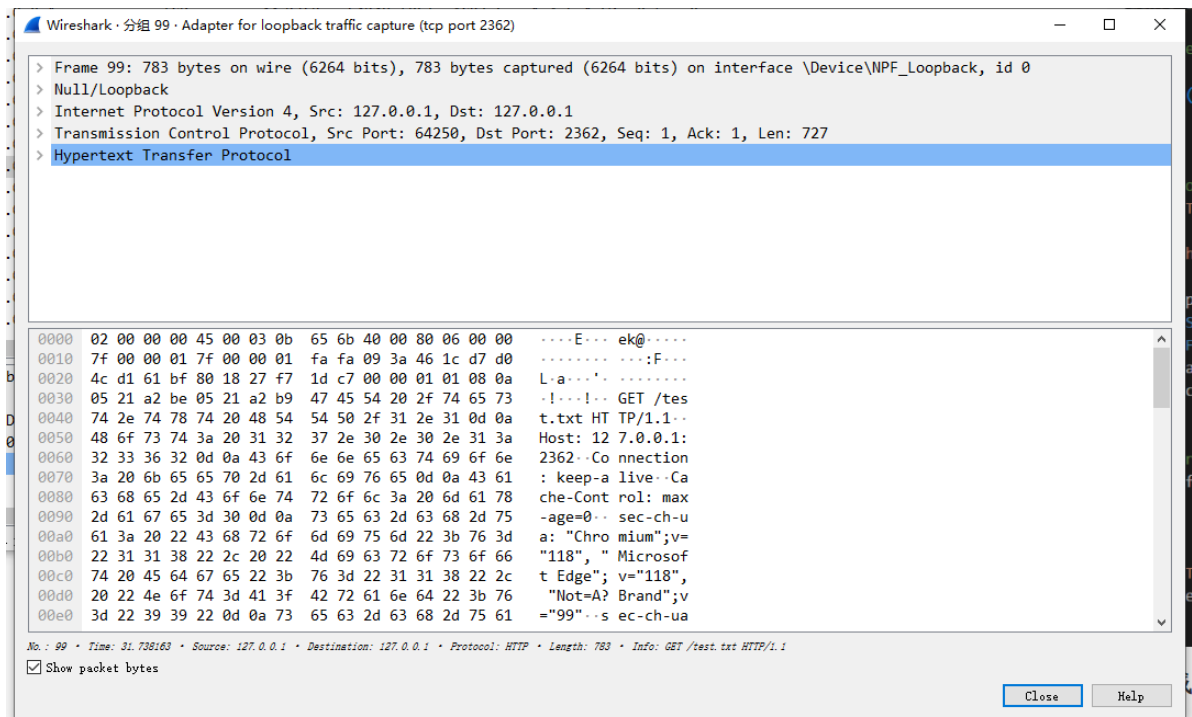 Wireshark · 分组 99 · Adapter for loopback traffic capture (tcp port 2362)
> Frame 99: 783 bytes on wire (6264 bits), 783 bytes captured (6264 bits) on interface \Device\NPF_Loopback, id 0
> Null/Loopback
> Internet Protocol Version 4, Src: 127.0.0.1, Dst: 127.0.0.1
> Transmission Control Protocol, Src Port: 64250, Dst Port: 2362, Seq: 1, Ack: 1, Len: 727
> Hypertext Transfer Protocol
0000 02 00 00 00 45 00 03 0b 65 6b 40 00 80 06 00 00 ····E··· ek@·····
0010 7f 00 00 01 7f 00 00 01 fa fa 09 3a 46 1c d7 d0 ········ ···:F···
0020 4c d1 61 bf 80 18 27 f7 1d c7 00 00 01 01 08 0a L·a···'· ········
0030 05 21 a2 be 05 21 a2 b9 47 45 54 20 2f 74 65 73 ·!···!·· GET /tes
0040 74 2e 74 78 74 20 48 54 54 50 2f 31 2e 31 0d 0a t.txt HT TP/1.1··
0050 48 6f 73 74 3a 20 31 32 37 2e 30 2e 30 2e 31 3a Host: 12 7.0.0.1:
0060 32 33 36 32 0d 0a 43 6f 6e 6e 65 63 74 69 6f 6e 2362··Co nnection
0070 3a 20 6b 65 65 70 2d 61 6c 69 76 65 0d 0a 43 61 : keep-a live··Ca
0080 63 68 65 2d 43 6f 6e 74 72 6f 6c 3a 20 6d 61 78 che-Cont rol: max
0090 2d 61 67 65 3d 30 0d 0a 73 65 63 2d 63 68 2d 75 -age=0·· sec-ch-u
00a0 61 3a 20 22 43 68 72 6f 6d 69 75 6d 22 3b 76 3d a: "Chro mium";v=
00b0 22 31 31 38 22 2c 20 22 4d 69 63 72 6f 73 6f 66 "118", " Microsof
00c0 74 20 45 64 67 65 22 3b 76 3d 22 31 31 38 22 2c t Edge"; v="118",
00d0 20 22 4e 6f 74 3d 41 3f 42 72 61 6e 64 22 3b 76 "Not=A? Brand";v
00e0 3d 22 39 39 22 0d 0a 73 65 63 2d 63 68 2d 75 61 ="99"··s ec-ch-ua
No.: 99 · Time: 31.738163 · Source: 127.0.0.1 · Destination: 127.0.0.1 · Protocol: HTTP · Length: 783 · Info: GET /test.txt HTTP/1.1
Show packet bytes
Close Help